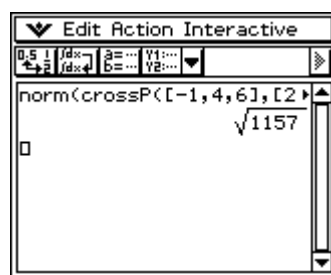 Edit Action Interactive
norm(crossP([-1,4,6],[2
√1157